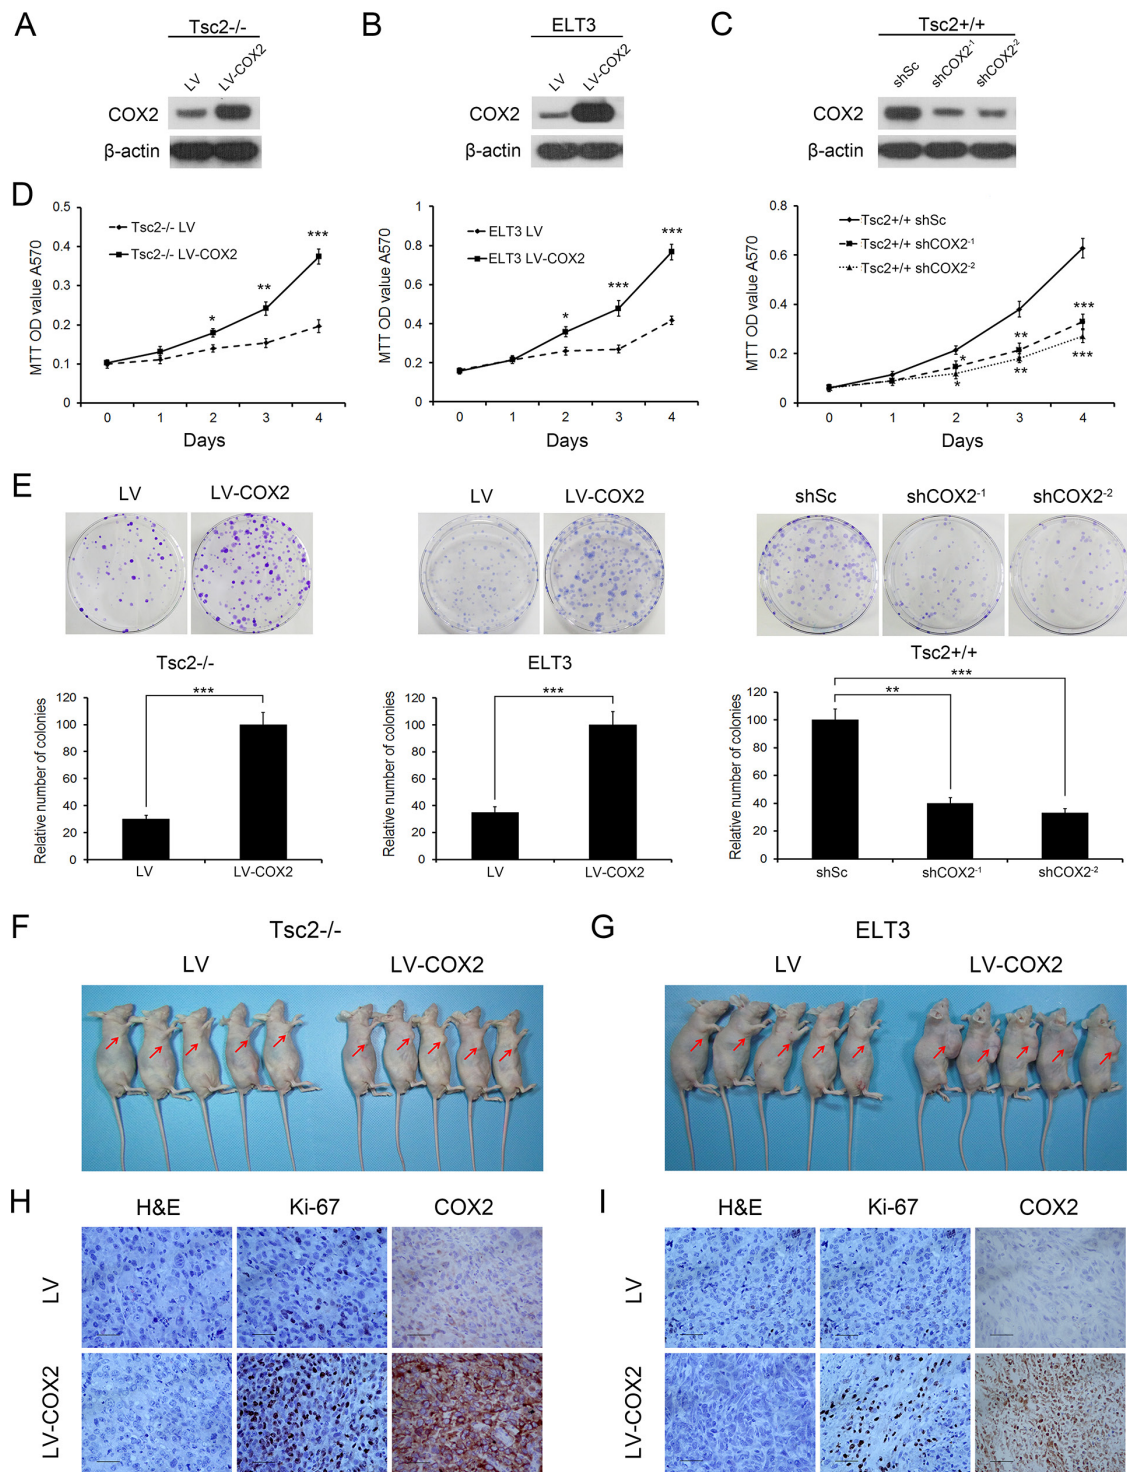 A
Tsc2-/-
LV
LV-COX2
COX2
β-actin
B
ELT3
LV
LV-COX2
COX2
β-actin
C
Tsc2+/+
shSc
shCOX2-1
shCOX2-2
COX2
β-actin
D
MTT OD value A570
0.5
0.4
0.3
0.2
0.1
0
Tsc2-/- LV
Tsc2-/- LV-COX2
*
**
***
0 1 2 3 4
Days
MTT OD value A570
1
0.8
0.6
0.4
0.2
0
ELT3 LV
ELT3 LV-COX2
*
***
***
0 1 2 3 4
Days
MTT OD value A570
0.8
0.6
0.4
0.2
0
Tsc2+/+ shSc
Tsc2+/+ shCOX2-1
Tsc2+/+ shCOX2-2
*
**
***
*
**
***
0 1 2 3 4
Days
E
LV LV-COX2
Tsc2-/-
Relative number of colonies
120
100
80
60
40
20
0
***
LV LV-COX2
LV LV-COX2
ELT3
Relative number of colonies
120
100
80
60
40
20
0
***
LV LV-COX2
shSc shCOX2-1 shCOX2-2
Tsc2+/+
Relative number of colonies
120
100
80
60
40
20
0
***
**
shSc shCOX2-1 shCOX2-2
F
Tsc2-/-
LV LV-COX2
G
ELT3
LV LV-COX2
H
H&E Ki-67 COX2
LV
LV-COX2
I
H&E Ki-67 COX2
LV
LV-COX2